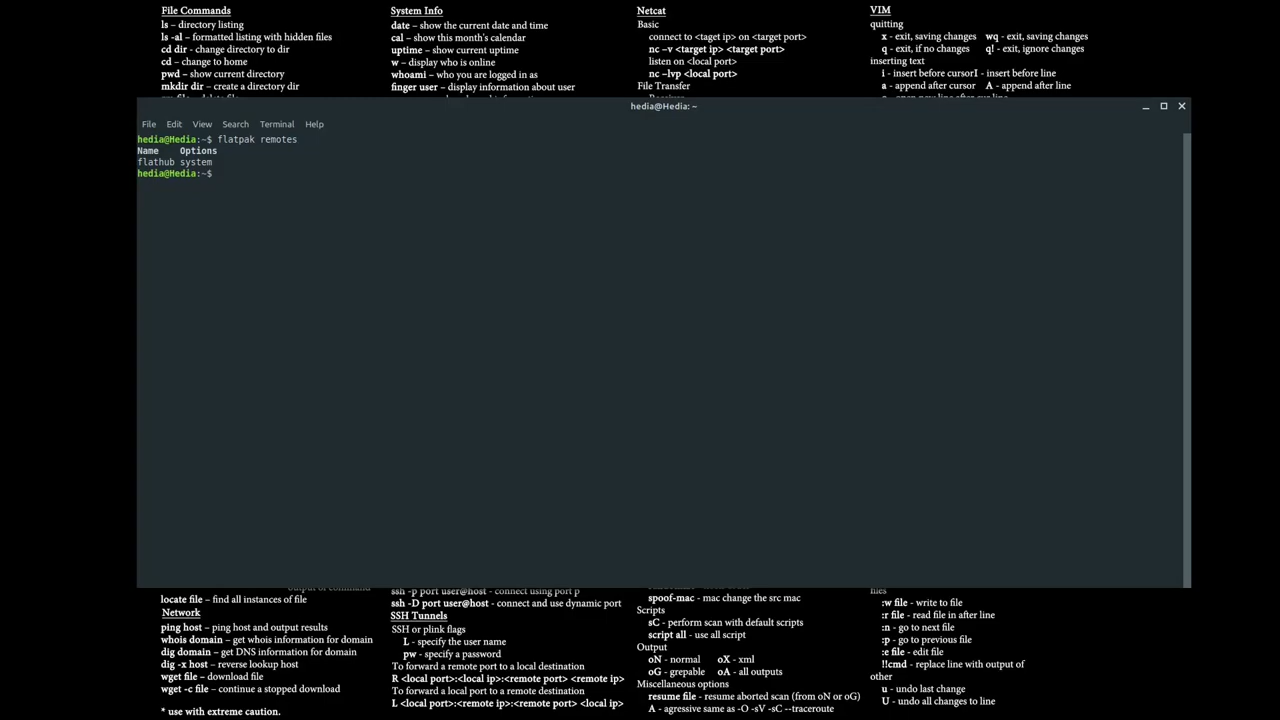 File Commands
ls – directory listing
ls -al – formatted listing with hidden files
cd dir - change directory to dir
cd – change to home
pwd – show current directory
mkdir dir – create a directory dir
System Info
date – show the current date and time
cal – show this month's calendar
uptime – show current uptime
w – display who is online
whoami – who you are logged in as
finger user – display information about user
Netcat
Basic
connect to <taget ip> on <target port>
nc –v <target ip> <target port>
listen on <local port>
nc –lvp <local port>
File Transfer
VIM
quitting
x - exit, saving changes wq - exit, saving changes
q - exit, if no changes q! - exit, ignore changes
inserting text
i - insert before cursorI - insert before line
a - append after cursor A - append after line
hedia@Hedia: ~
File Edit View Search Terminal Help
hedia@Hedia:~$ flatpak remotes
Name Options
flathub system
hedia@Hedia:~$
locate file – find all instances of file
Network
ping host – ping host and output results
whois domain – get whois information for domain
dig domain – get DNS information for domain
dig -x host – reverse lookup host
wget file – download file
wget -c file – continue a stopped download
* use with extreme caution.
ssh -p port user@host - connect using port p
ssh -D port user@host - connect and use dynamic port
SSH Tunnels
SSH or plink flags
L - specify the user name
pw - specify a password
To forward a remote port to a local destination
R <local port>:<local ip>:<remote port> <remote ip>
To forward a local port to a remote destination
L <local port>:<remote ip>:<remote port> <local ip>
spoof-mac - mac change the src mac
Scripts
sC - perform scan with default scripts
script all - use all script
Output
oN - normal oX - xml
oG - grepable oA - all outputs
Miscellaneous options
resume file - resume aborted scan (from oN or oG)
A - agressive same as -O -sV -sC --traceroute
files
:w file - write to file
:r file - read file in after line
:n - go to next file
:p - go to previous file
:e file - edit file
!!cmd - replace line with output of
other
u - undo last change
U - undo all changes to line